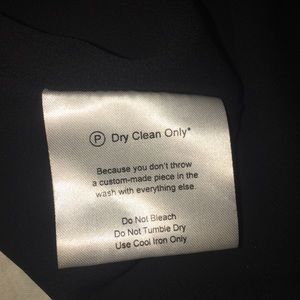 P Dry Clean Only*
Because you don't throw
a custom-made piece in the
wash with everything else.
Do Not Bleach
Do Not Tumble Dry
Use Cool Iron Only